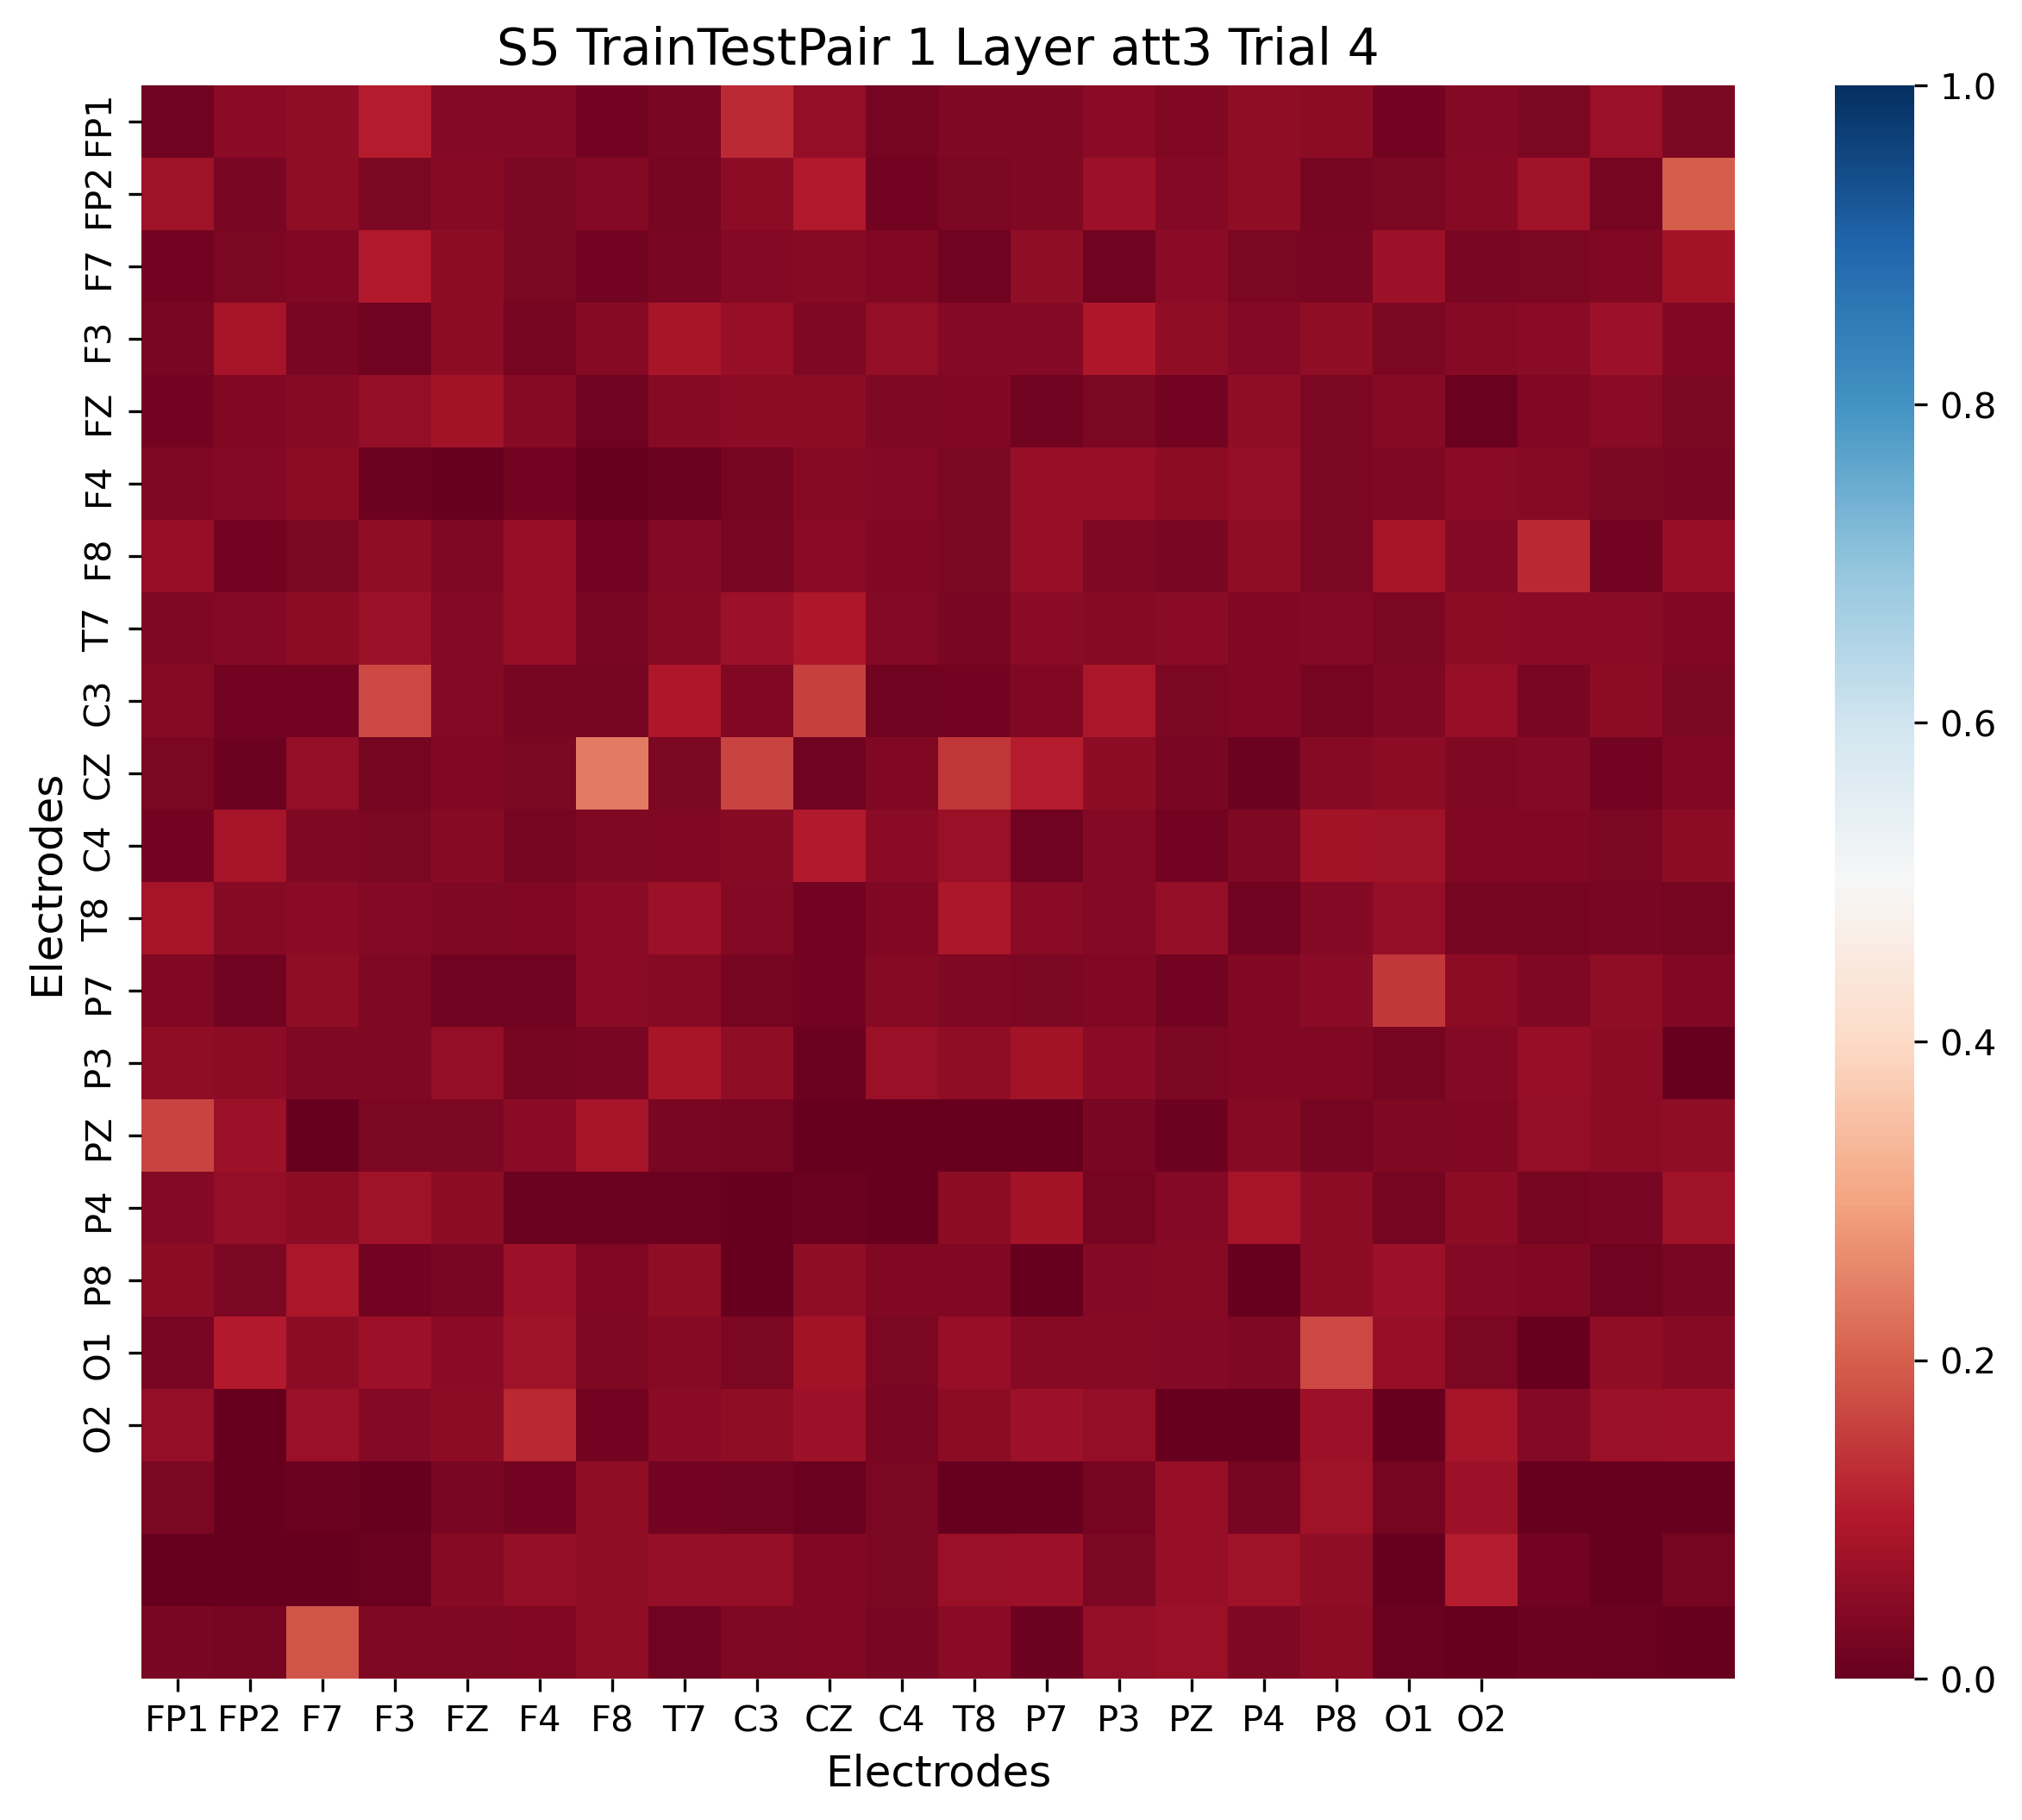 S5 TrainTestPair 1 Layer att3 Trial 4
Electrodes
FP1
FP2
F7
F3
FZ
F4
F8
T7
C3
CZ
C4
T8
P7
P3
PZ
P4
P8
O1
O2
FP1 FP2 F7 F3 FZ F4 F8 T7 C3 CZ C4 T8 P7 P3 PZ P4 P8 O1 O2
Electrodes
1.0
0.8
0.6
0.4
0.2
0.0